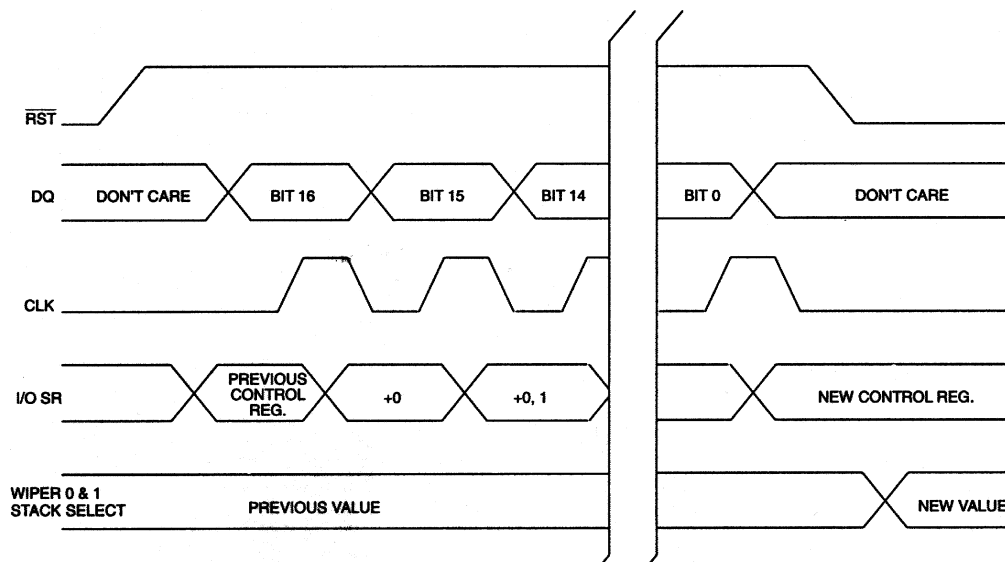 RST
DQ
DON'T CARE
BIT 16
BIT 15
BIT 14
BIT 0
DON'T CARE
CLK
I/O SR
PREVIOUS
CONTROL
REG.
+0
+0, 1
NEW CONTROL REG.
WIPER 0 & 1
STACK SELECT
PREVIOUS VALUE
NEW VALUE